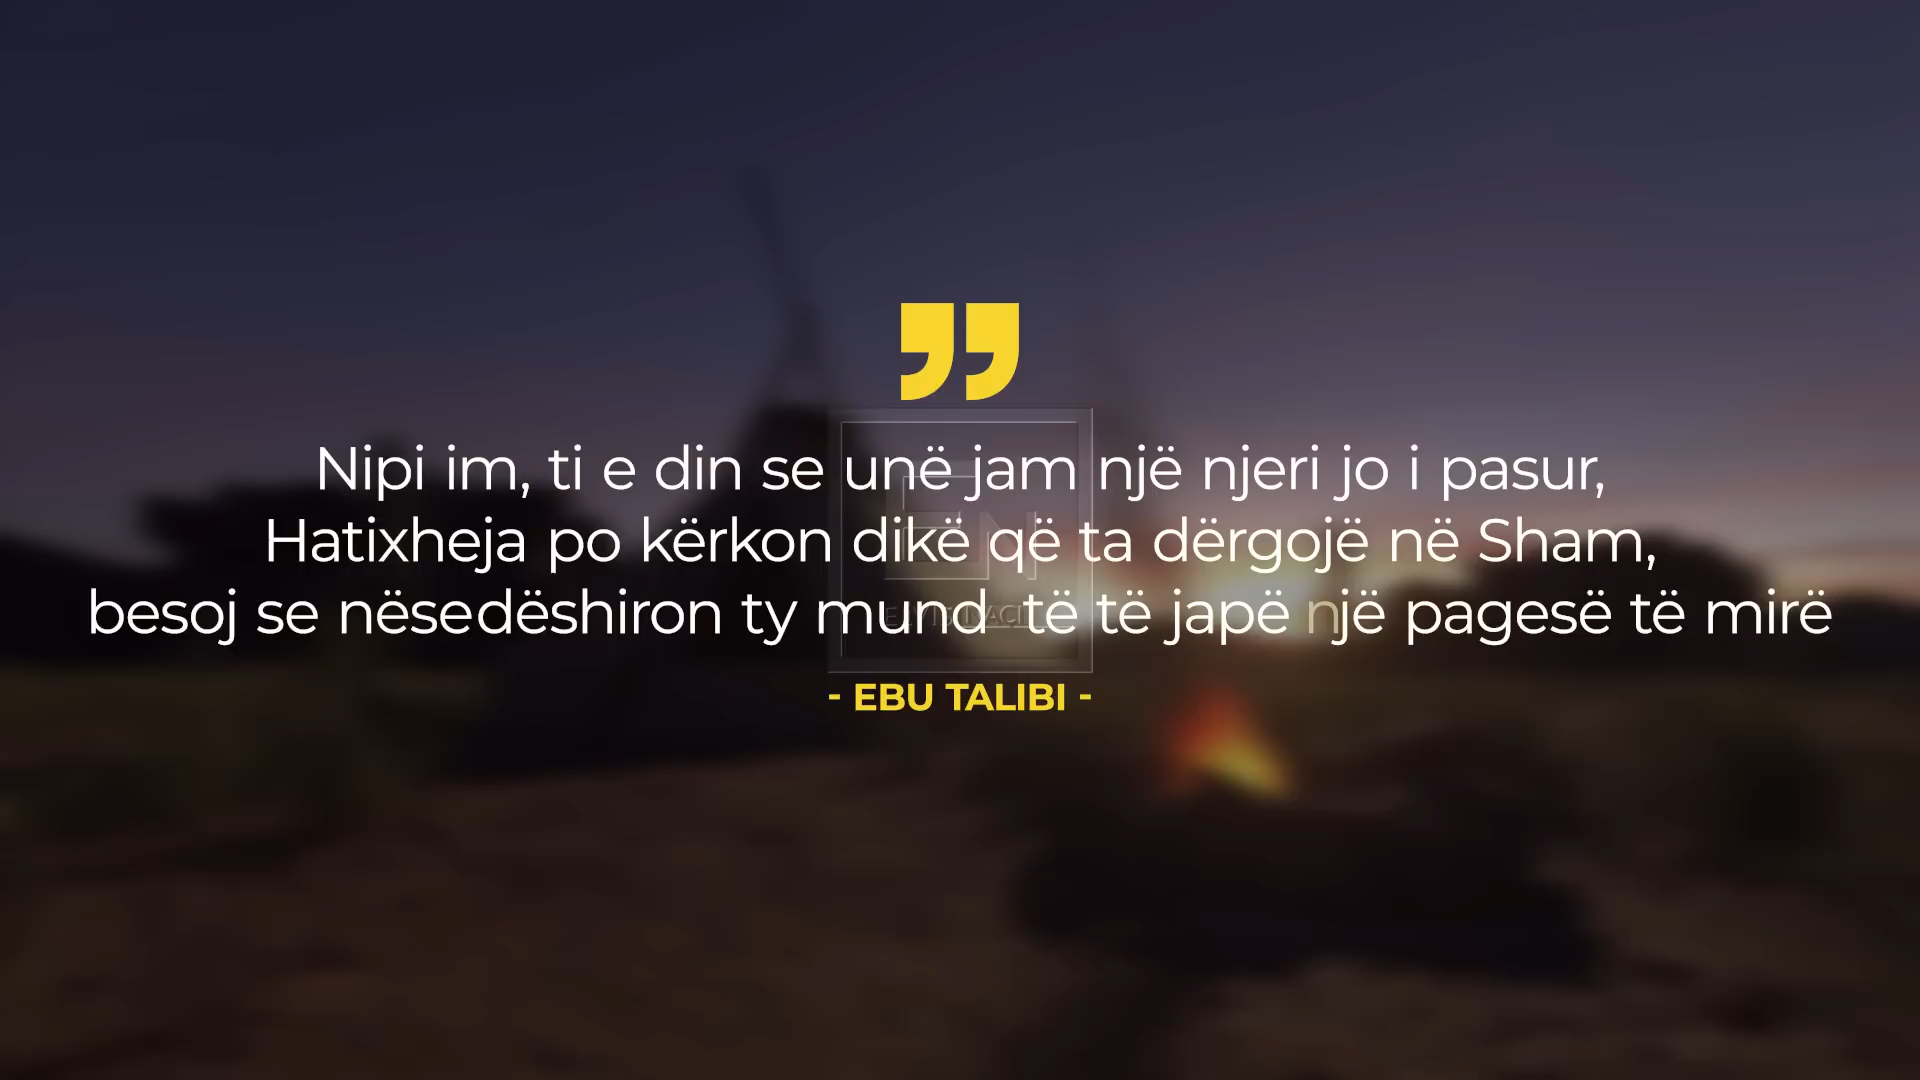 Nipi im, ti e din se unë jam një njeri jo i pasur,
Hatixheja po kërkon dikë që ta dërgojë në Sham,
besoj se nësedëshiron ty mund të të japë një pagesë të mirë
- EBU TALIBI -
EN